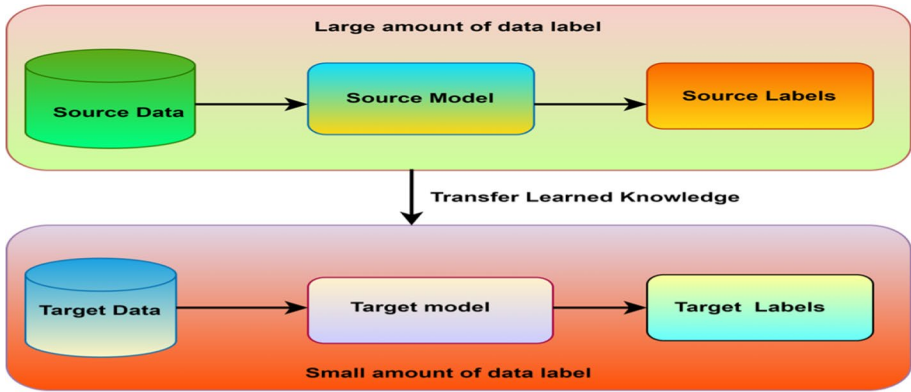 Large amount of data label
Source Data
Source Model
Source Labels
Transfer Learned Knowledge
Target Data
Target model
Target Labels
Small amount of data label